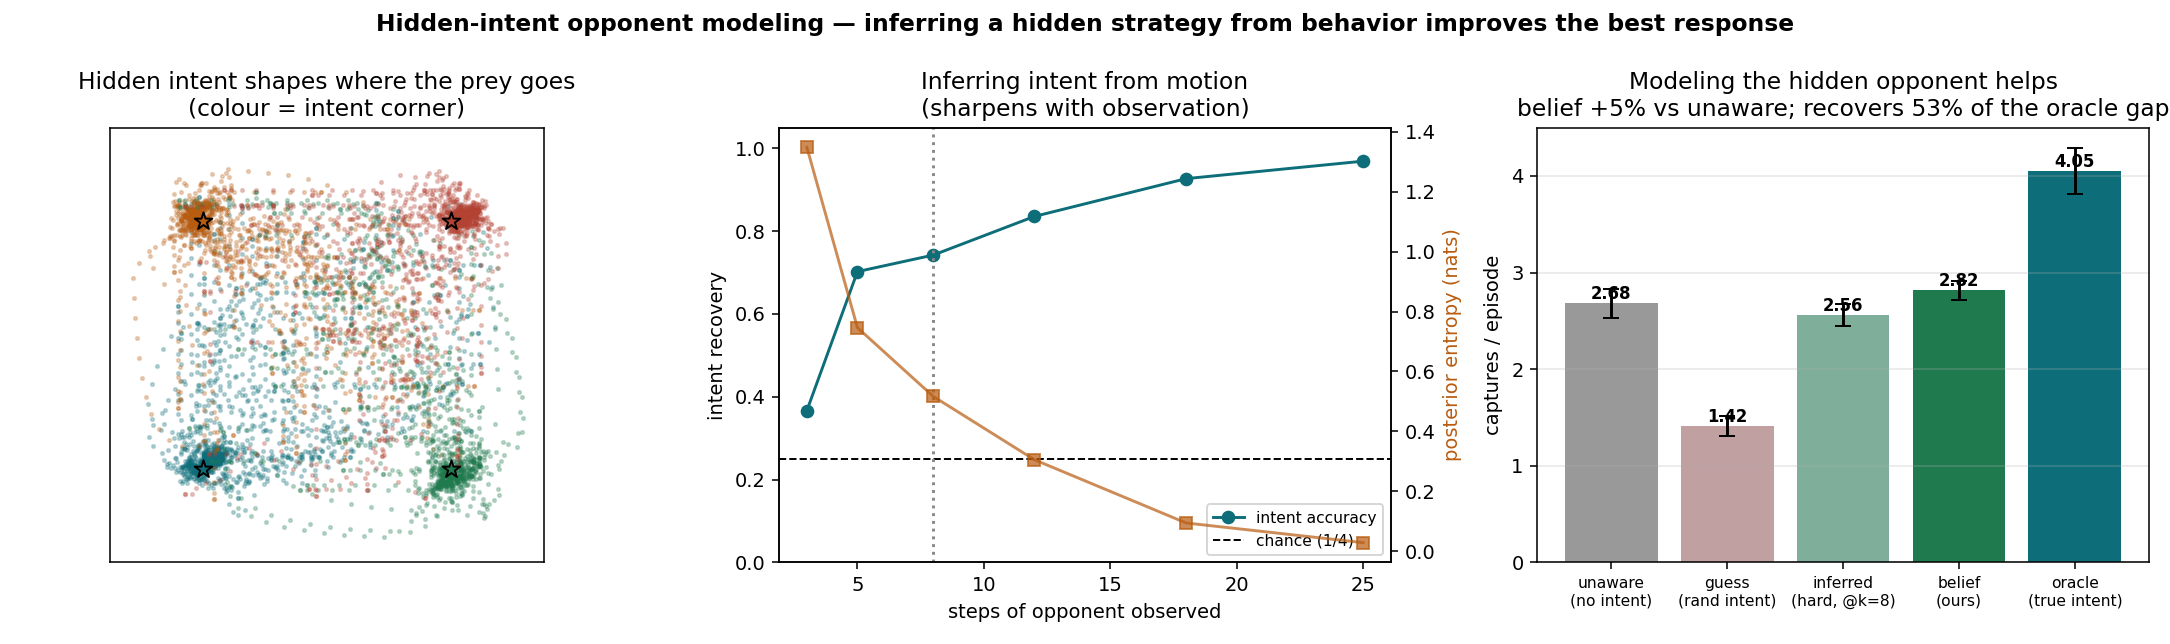 Hidden-intent opponent modeling — inferring a hidden strategy from behavior improves the best response
Hidden intent shapes where the prey goes
(colour = intent corner)
Inferring intent from motion
(sharpens with observation)
intent recovery
1.0
0.8
0.6
0.4
0.2
0.0
5
10
15
20
25
steps of opponent observed
1.4
1.2
1.0
0.8
0.6
0.4
0.2
0.0
posterior entropy (nats)
intent accuracy
chance (1/4)
Modeling the hidden opponent helps
belief +5% vs unaware; recovers 53% of the oracle gap
captures / episode
4
3
2
1
0
2.68
1.42
2.56
2.82
4.05
unaware
(no intent)
guess
(rand intent)
inferred
(hard, @k=8)
belief
(ours)
oracle
(true intent)